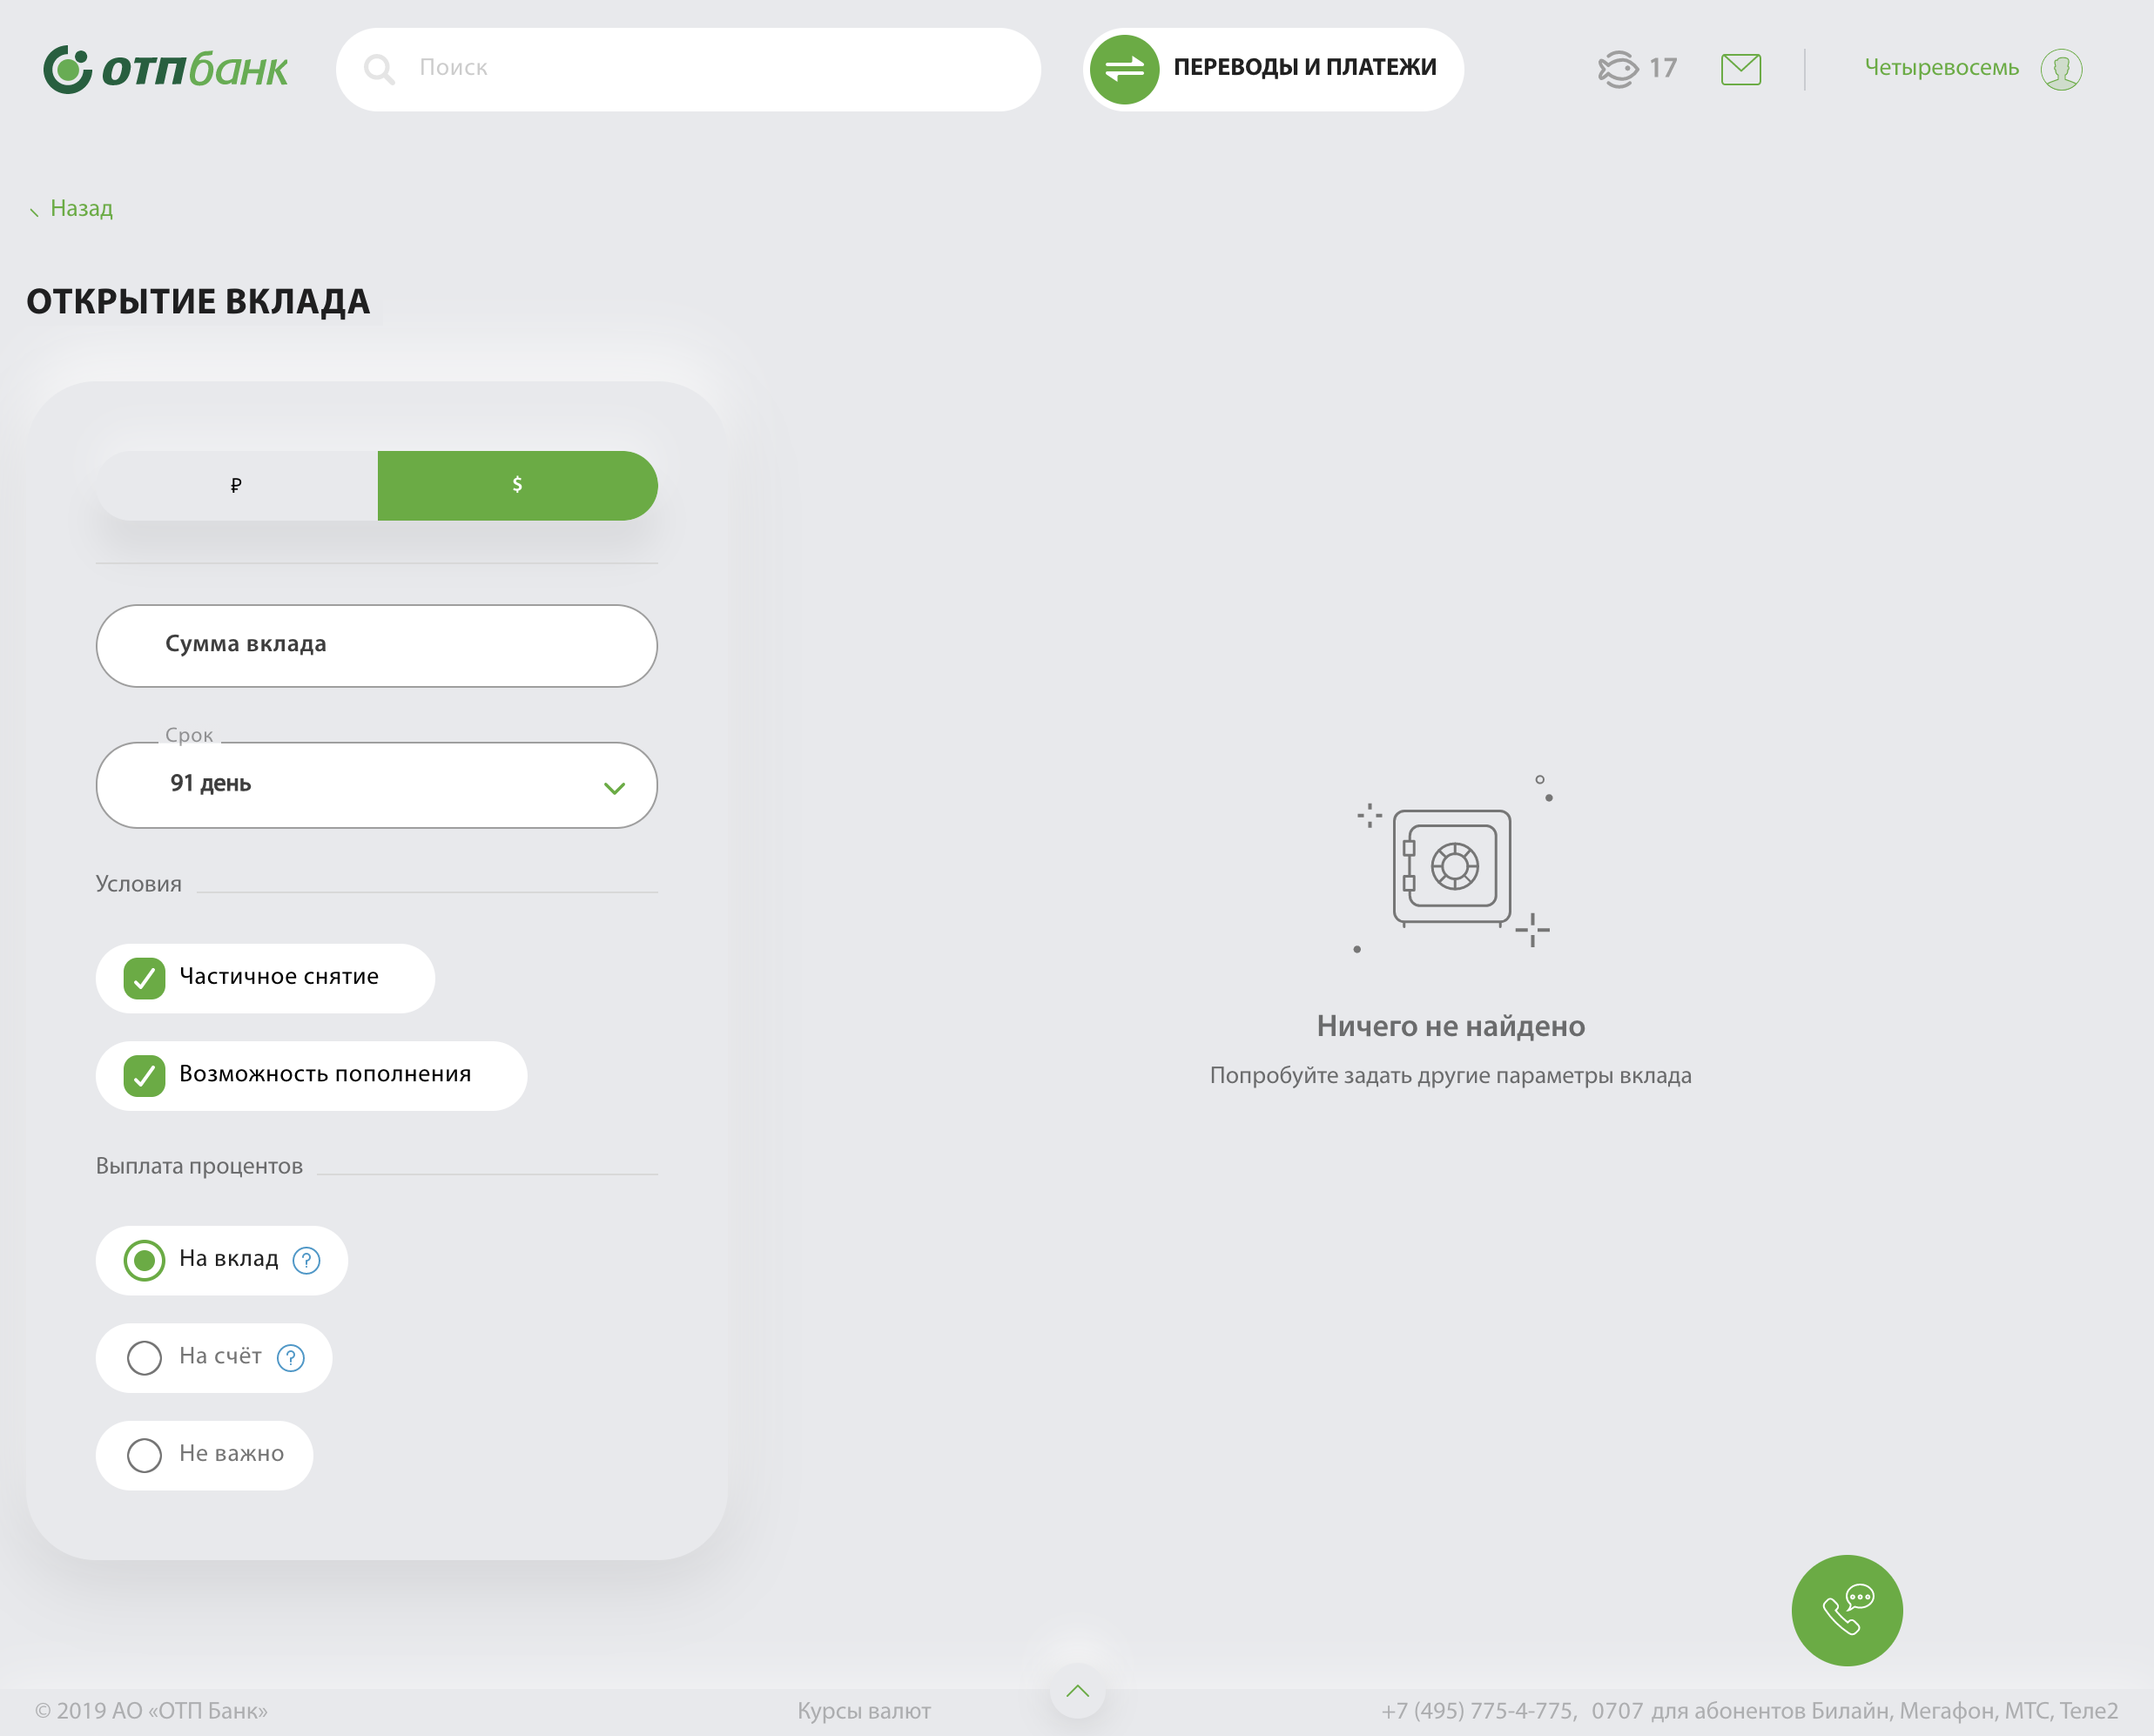 отпбанк
Поиск
ПЕРЕВОДЫ И ПЛАТЕЖИ
17
Четыревосемь
Назад
ОТКРЫТИЕ ВКЛАДА
₽
$
Сумма вклада
Срок
91 день
Условия
Частичное снятие
Возможность пополнения
Выплата процентов
На вклад ?
На счёт ?
Не важно
Ничего не найдено
Попробуйте задать другие параметры вклада
© 2019 АО «ОТП Банк»
Курсы валют
+7 (495) 775-4-775, 0707 для абонентов Билайн, Мегафон, МТС, Теле2